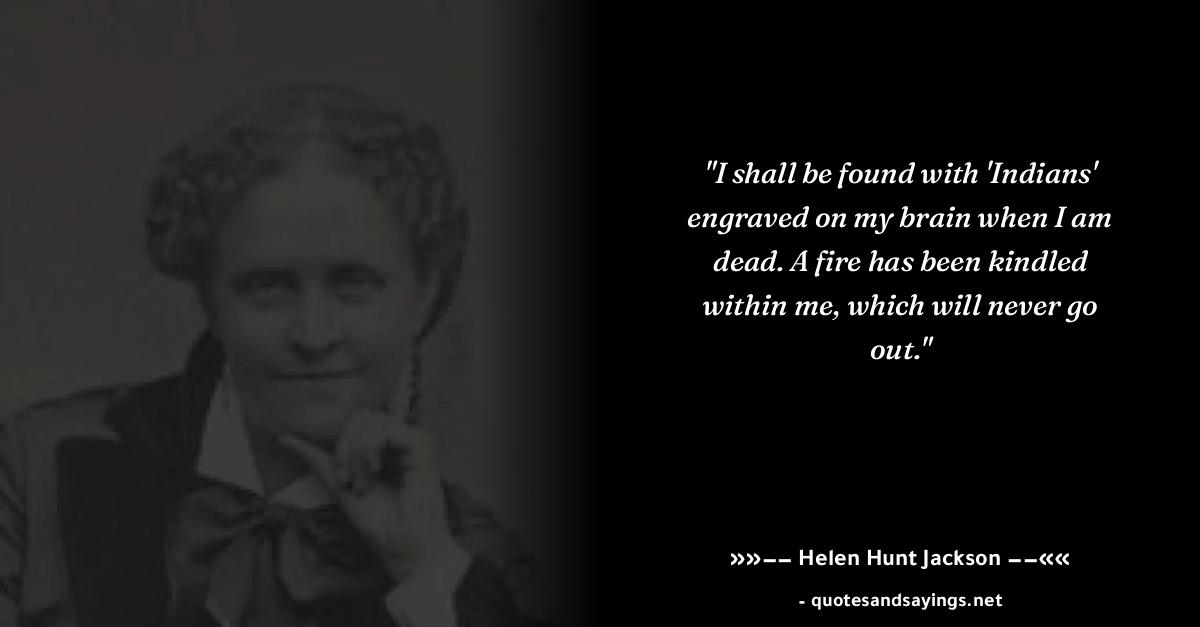 "I shall be found with 'Indians'
engraved on my brain when I am
dead. A fire has been kindled
within me, which will never go
out."
»»−− Helen Hunt Jackson −−««
- quotesandsayings.net